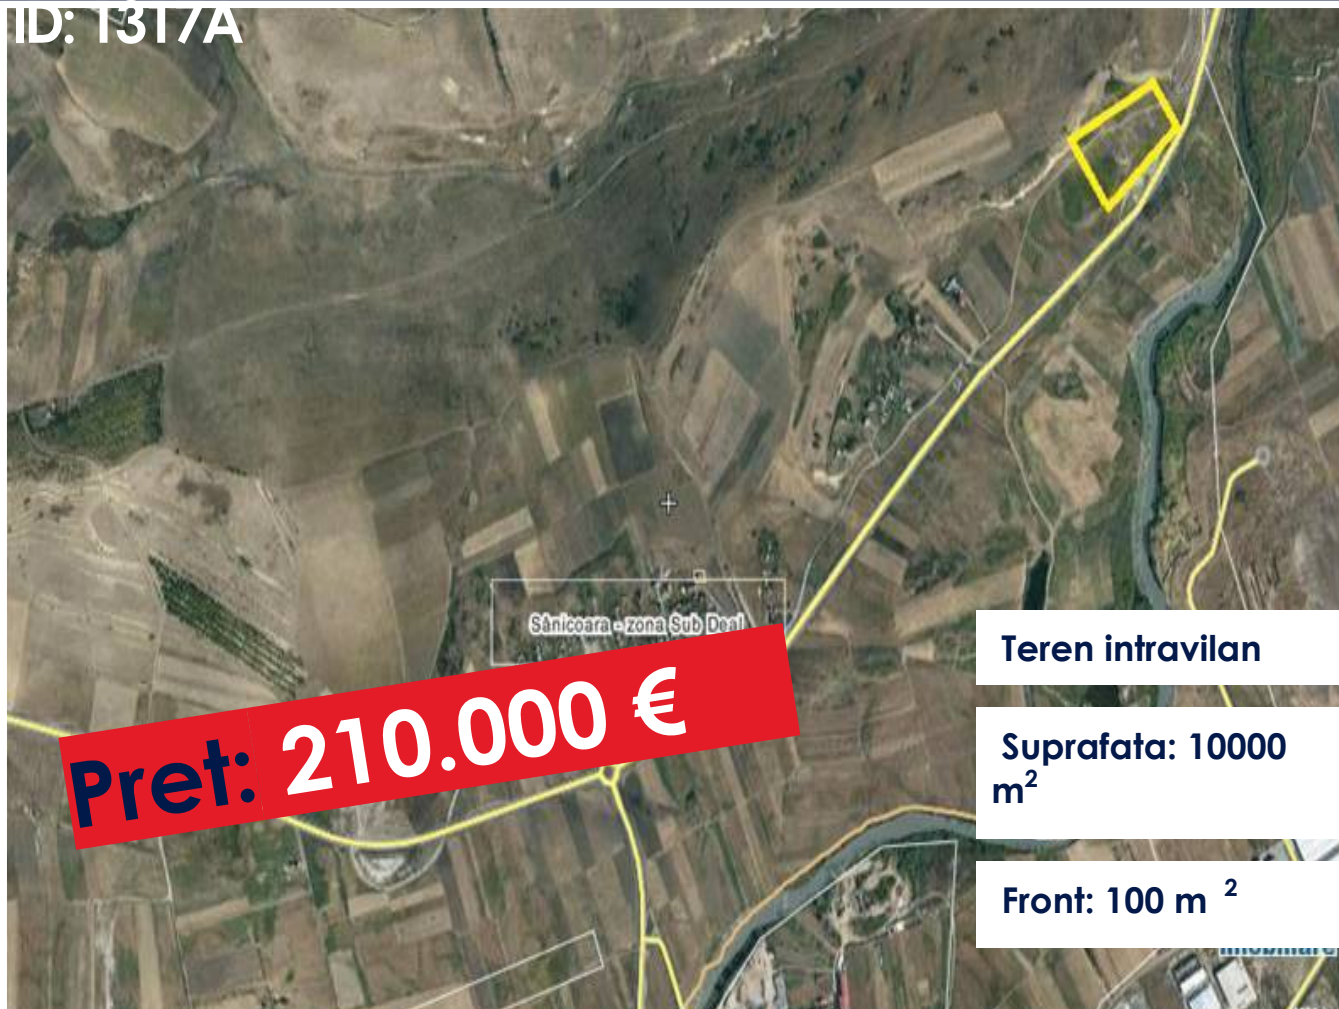 ID: 1317A
Sânicoara - zona Sub Deal
Pret: 210.000 €
Teren intravilan
Suprafata: 10000
m²
Front: 100 m ²